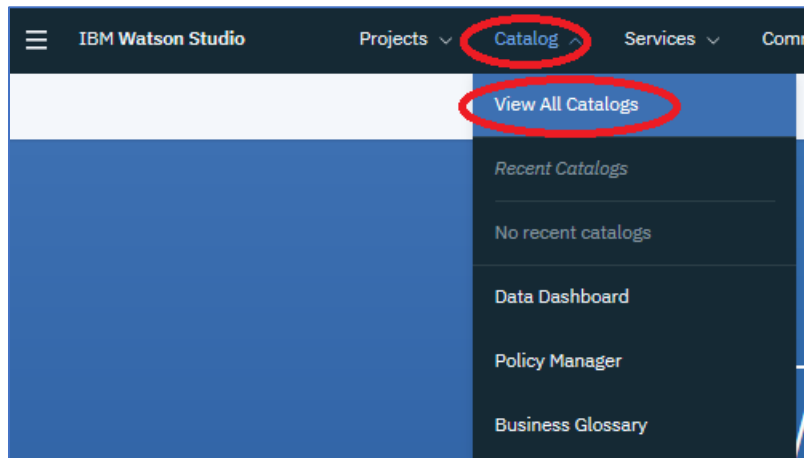 IBM Watson Studio Projects Catalog Services
View All Catalogs
Recent Catalogs
No recent catalogs
Data Dashboard
Policy Manager
Business Glossary